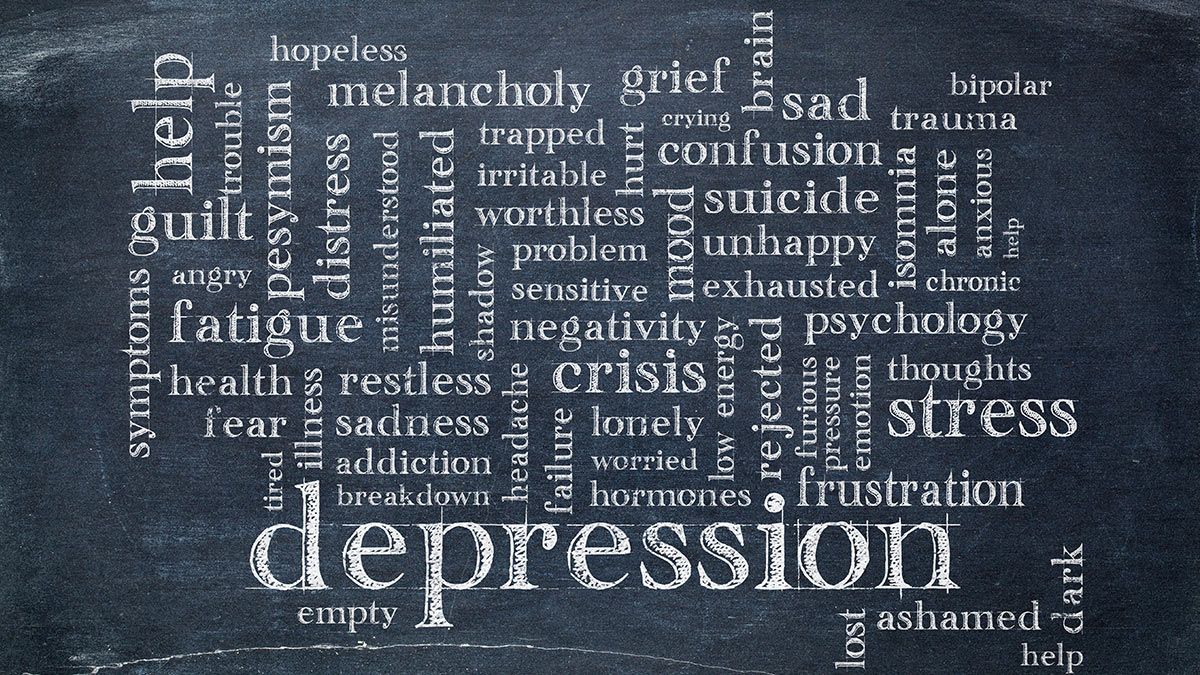 hopeless
help
trouble
pesymism
melancholy
grief
brain
sad
bipolar
crying
trauma
distress
misunderstood
humiliated
trapped
hurt
confusion
irritable
mood
suicide
isomnia
alone
anxious
help
guilt
worthless
unhappy
problem
angry
shadow
sensitive
exhausted
chronic
symptoms
fatigue
negativity
psychology
health
restless
crisis
low energy
rejected
furious
pressure
emotion
thoughts
stress
fear
illness
sadness
headache
failure
lonely
tired
addiction
worried
breakdown
hormones
frustration
depression
empty
lost
ashamed
dark
help